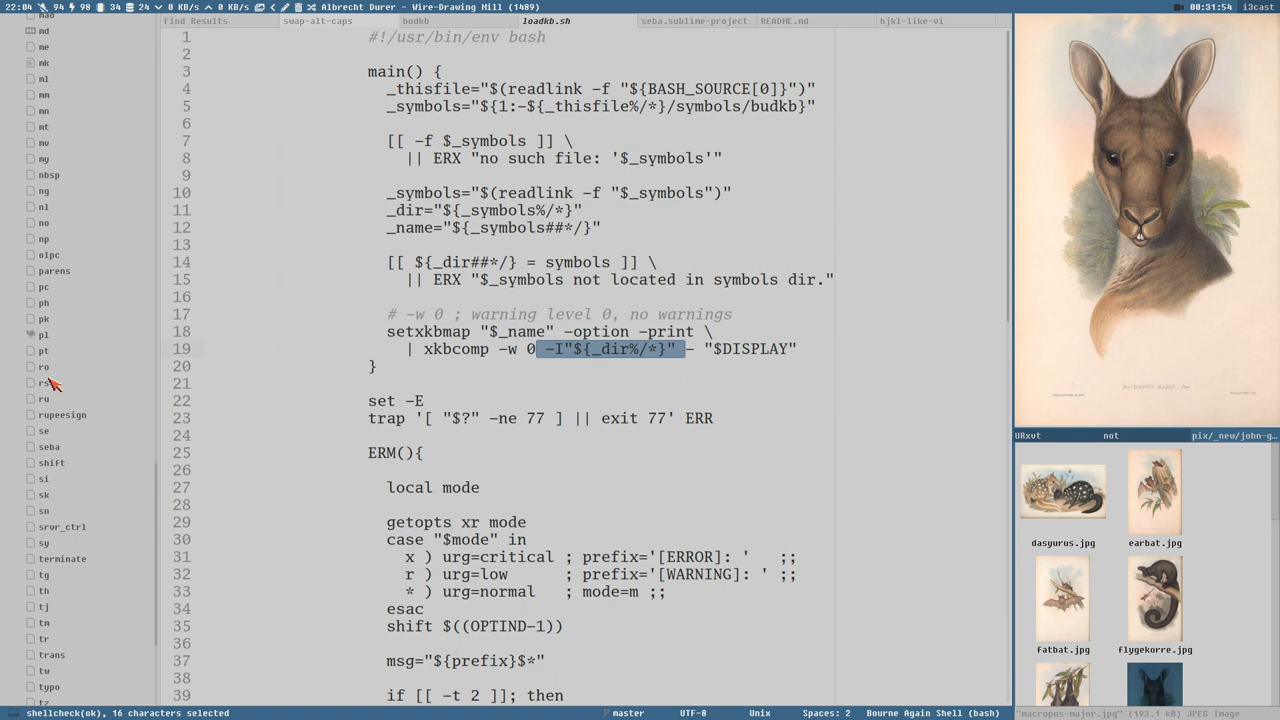 22:04 94 98 34 24 0 KB/s 0 KB/s Albrecht Durer - Wire-Drawing Mill (1489) 00:31:54 i3cast
Find Results swap-alt-caps budkb loadkb.sh seba.sublime-project README.md hjkl-like-vi
mao
md
me
mk
ml
mm
mn
mt
mv
my
nbsp
ng
nl
no
np
olpc
parens
pc
ph
pk
pl
pt
ro
rs
ru
rupeesign
se
seba
shift
si
sk
sn
srvr_ctrl
sy
terminate
tg
th
tj
tm
tr
trans
tw
typo
tz
1 #!/usr/bin/env bash
2
3 main() {
4 _thisfile="$(readlink -f "${BASH_SOURCE[0]}")"
5 _symbols="${1:-${_thisfile%/*}/symbols/budkb}"
6
7 [[ -f $_symbols ]] \
8 || ERX "no such file: '$_symbols'"
9
10 _symbols="$(readlink -f "$_symbols")"
11 _dir="${_symbols%/*}"
12 _name="${_symbols##*/}"
13
14 [[ ${_dir##*/} = symbols ]] \
15 || ERX "$_symbols not located in symbols dir."
16
17 # -w 0 ; warning level 0, no warnings
18 setxkbmap "$_name" -option -print \
19 | xkbcomp -w 0 -I"${_dir%/*}" - "$DISPLAY"
20 }
21
22 set -E
23 trap '[ "$?" -ne 77 ] || exit 77' ERR
24
25 ERM(){
26
27 local mode
28
29 getopts xr mode
30 case "$mode" in
31 x ) urg=critical ; prefix='[ERROR]: ' ;;
32 r ) urg=low ; prefix='[WARNING]: ' ;;
33 * ) urg=normal ; mode=m ;;
34 esac
35 shift $((OPTIND-1))
36
37 msg="${prefix}$*"
38
39 if [[ -t 2 ]]; then
URxvt not pix/_new/john-g…
dasyurus.jpg earbat.jpg
fatbat.jpg flygekorre.jpg
shellcheck(ok), 16 characters selected master UTF-8 Unix Spaces: 2 Bourne Again Shell (bash)
"macropus-major.jpg" (193.1 kB) JPEG Image